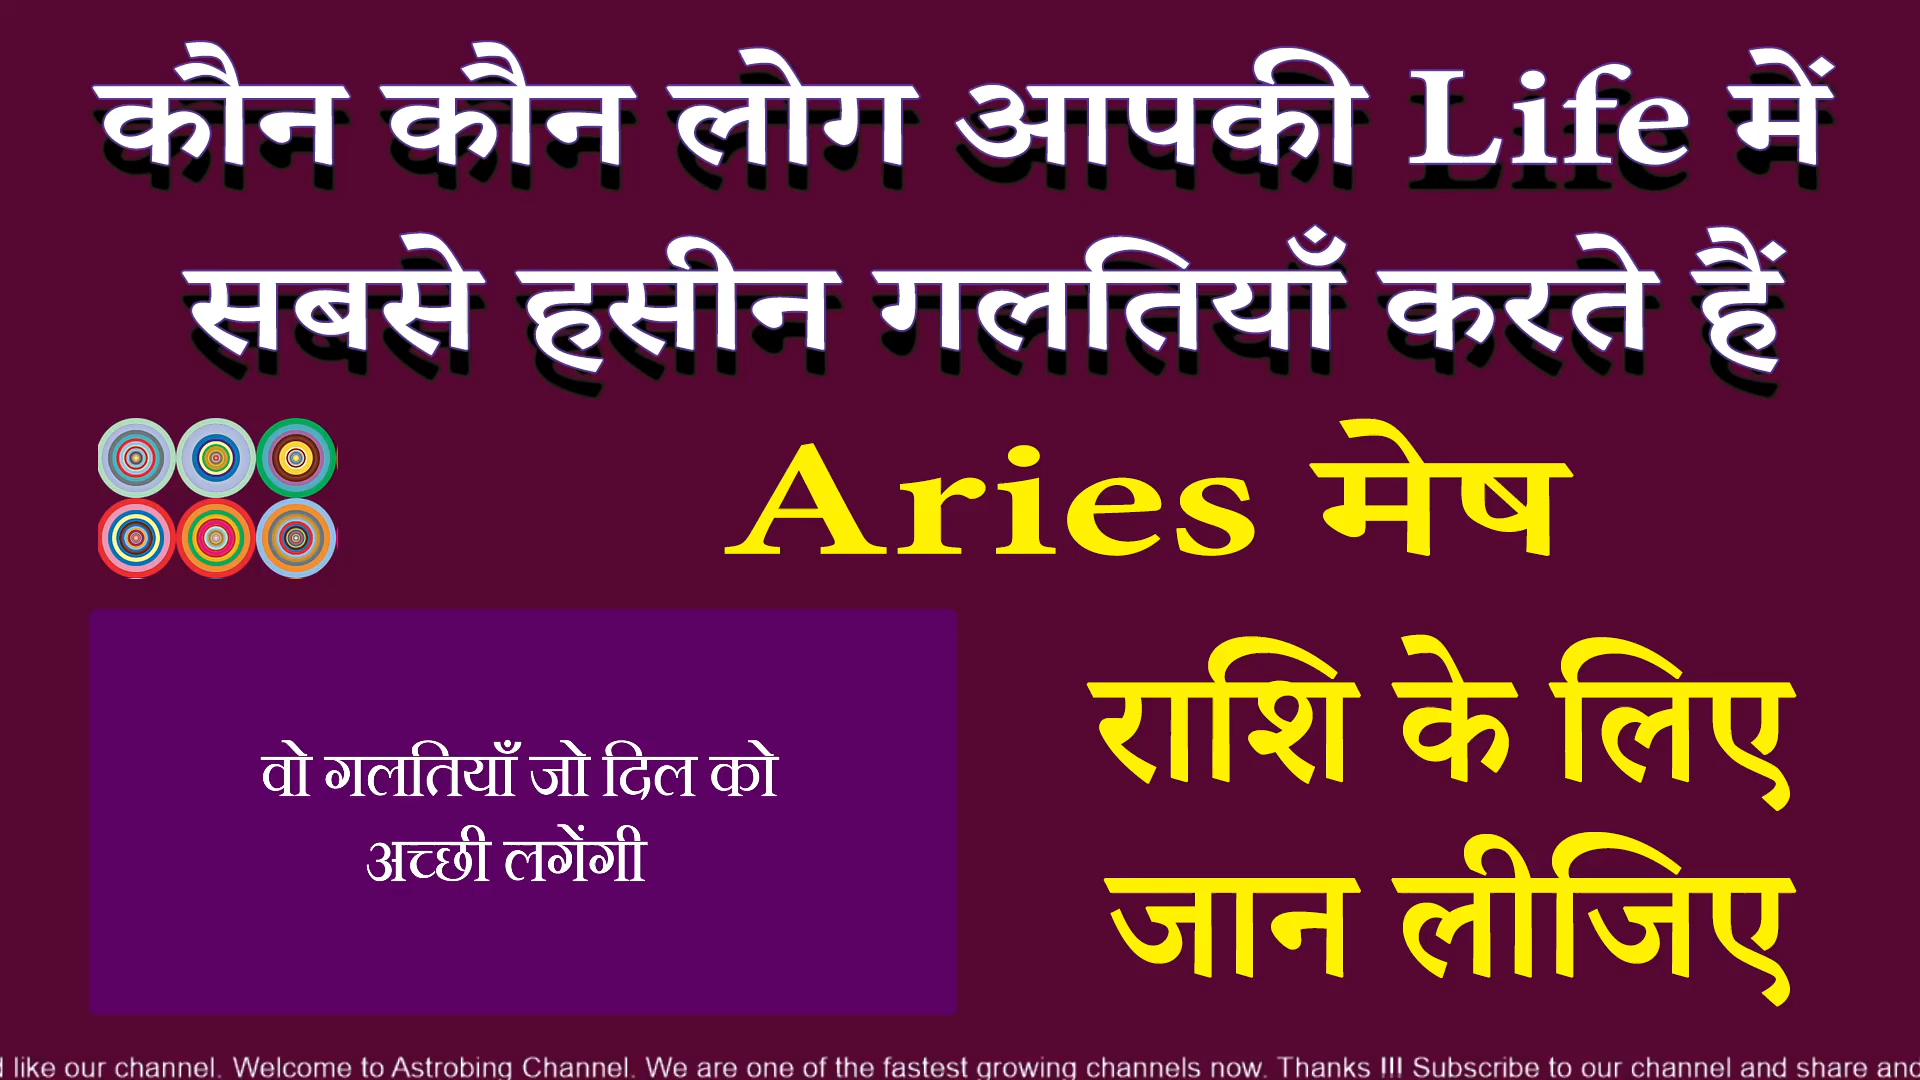 कौन कौन लोग आपकी Life में
सबसे हसीन गलतियाँ करते हैं
Aries मेष
राशि के लिए
जान लीजिए
वो गलतियाँ जो दिल को
अच्छी लगेंगी
like our channel. Welcome to Astrobing Channel. We are one of the fastest growing channels now. Thanks !!! Subscribe to our channel and share and